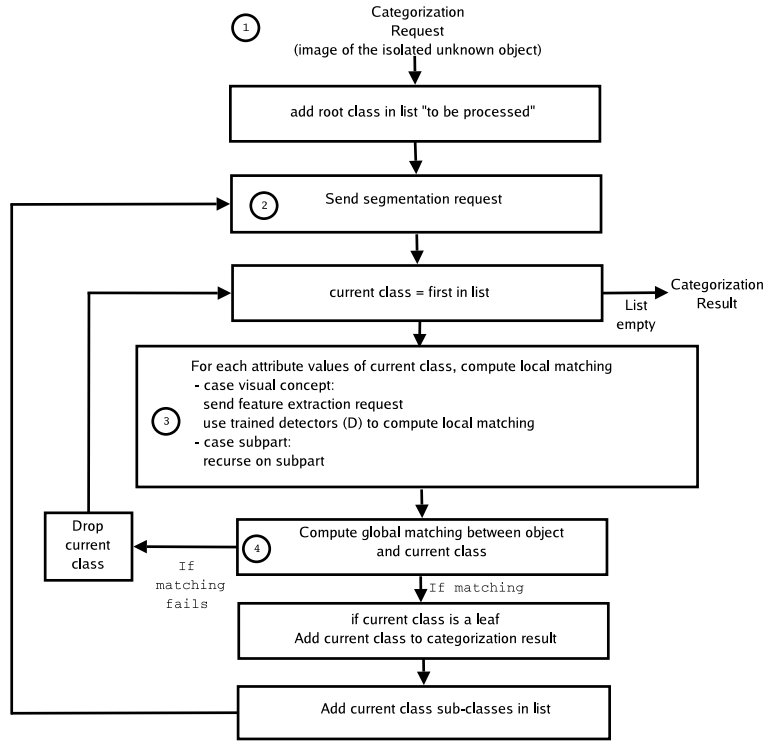 1
Categorization
Request
(image of the isolated unknown object)
add root class in list "to be processed"
2
Send segmentation request
current class = first in list
List
empty
Categorization
Result
For each attribute values of current class, compute local matching
- case visual concept:
send feature extraction request
3
use trained detectors (D) to compute local matching
- case subpart:
recurse on subpart
Drop
current
class
If
matching
fails
4
Compute global matching between object
and current class
If matching
if current class is a leaf
Add current class to categorization result
Add current class sub-classes in list